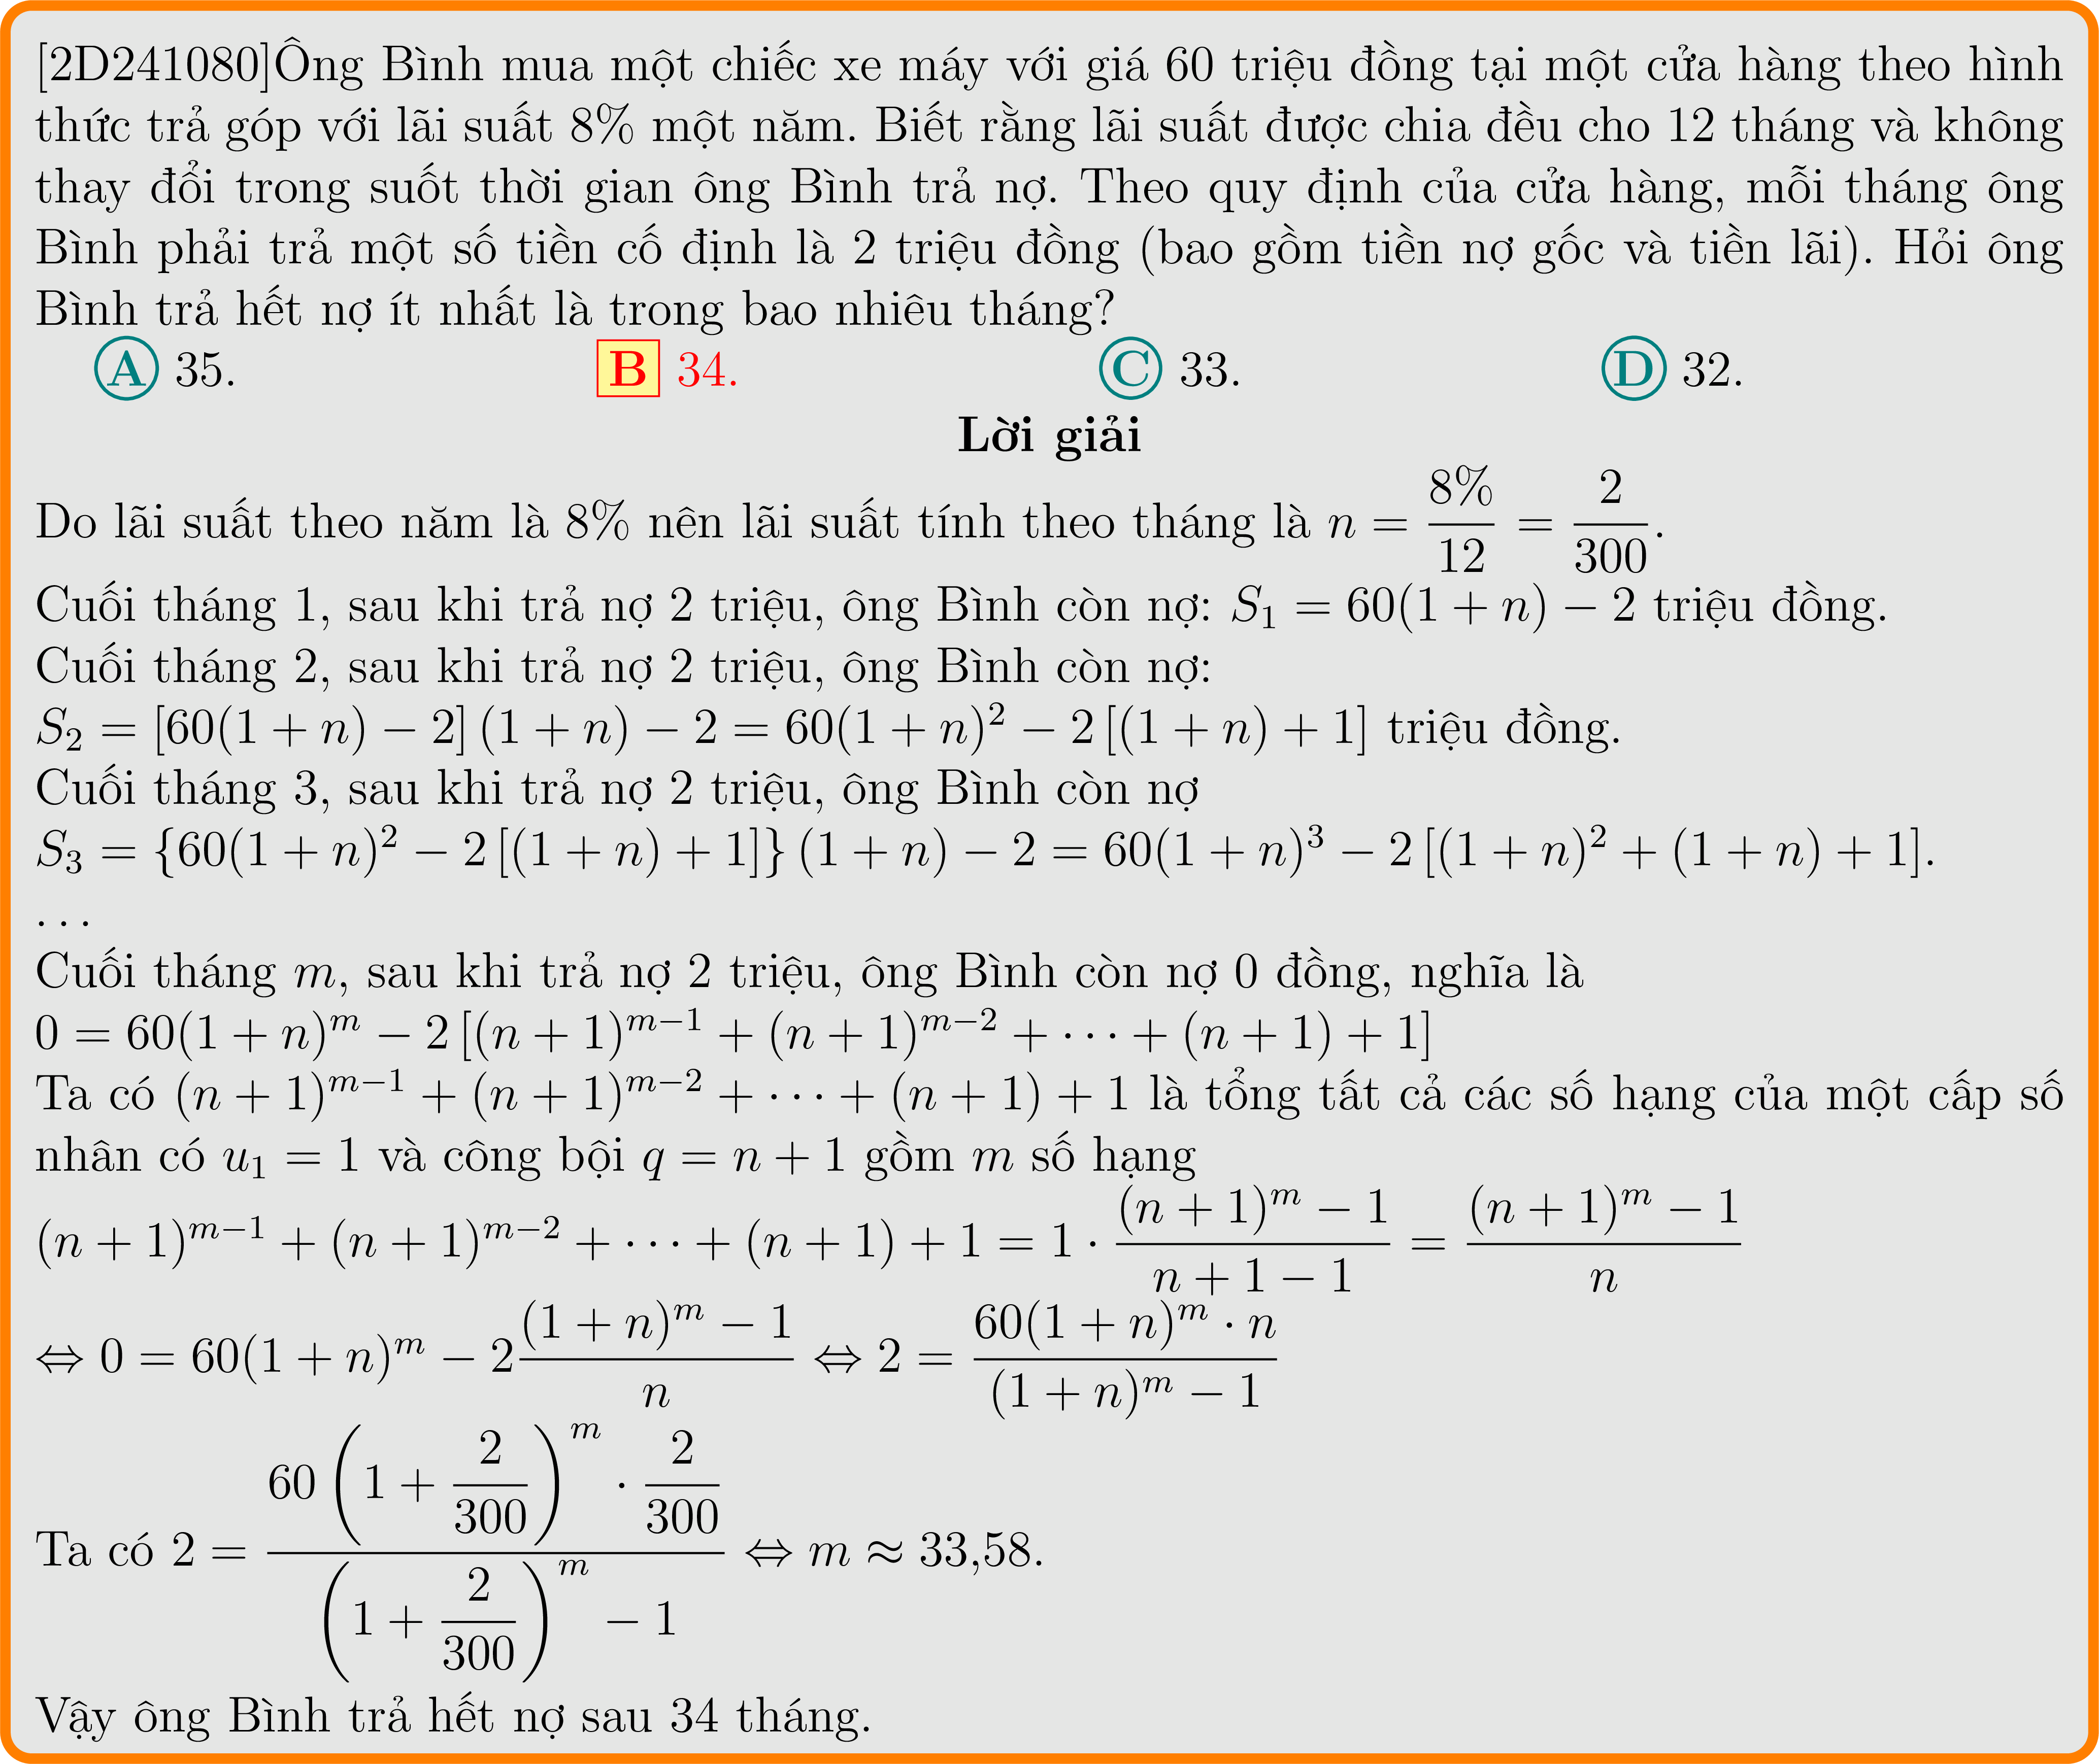 [2D241080]Ông Bình mua một chiếc xe máy với giá 60 triệu đồng tại một cửa hàng theo hình
thức trả góp với lãi suất 8% một năm. Biết rằng lãi suất được chia đều cho 12 tháng và không
thay đổi trong suốt thời gian ông Bình trả nợ. Theo quy định của cửa hàng, mỗi tháng ông
Bình phải trả một số tiền cố định là 2 triệu đồng (bao gồm tiền nợ gốc và tiền lãi). Hỏi ông
Bình trả hết nợ ít nhất là trong bao nhiêu tháng?
A 35. B 34. C 33. D 32.
Lời giải
Do lãi suất theo năm là 8% nên lãi suất tính theo tháng là $n = \dfrac{8\%}{12} = \dfrac{2}{300}$.
Cuối tháng 1, sau khi trả nợ 2 triệu, ông Bình còn nợ: $S_1 = 60(1 + n) - 2$ triệu đồng.
Cuối tháng 2, sau khi trả nợ 2 triệu, ông Bình còn nợ:
$S_2 = [60(1 + n) - 2] (1 + n) - 2 = 60(1 + n)^2 - 2 [(1 + n) + 1]$ triệu đồng.
Cuối tháng 3, sau khi trả nợ 2 triệu, ông Bình còn nợ
$S_3 = \{60(1 + n)^2 - 2 [(1 + n) + 1]\} (1 + n) - 2 = 60(1 + n)^3 - 2 [(1 + n)^2 + (1 + n) + 1]$.
...
Cuối tháng $m$, sau khi trả nợ 2 triệu, ông Bình còn nợ 0 đồng, nghĩa là
$0 = 60(1 + n)^m - 2 [(n + 1)^{m-1} + (n + 1)^{m-2} + \cdots + (n + 1) + 1]$
Ta có $(n + 1)^{m-1} + (n + 1)^{m-2} + \cdots + (n + 1) + 1$ là tổng tất cả các số hạng của một cấp số
nhân có $u_1 = 1$ và công bội $q = n + 1$ gồm $m$ số hạng
$(n + 1)^{m-1} + (n + 1)^{m-2} + \cdots + (n + 1) + 1 = 1 \cdot \dfrac{(n + 1)^m - 1}{n + 1 - 1} = \dfrac{(n + 1)^m - 1}{n}$
$\Leftrightarrow 0 = 60(1 + n)^m - 2\dfrac{(1 + n)^m - 1}{n} \Leftrightarrow 2 = \dfrac{60(1 + n)^m \cdot n}{(1 + n)^m - 1}$
Ta có $2 = \dfrac{60 \left(1 + \dfrac{2}{300}\right)^m \cdot \dfrac{2}{300}}{\left(1 + \dfrac{2}{300}\right)^m - 1} \Leftrightarrow m \approx 33{,}58$.
Vậy ông Bình trả hết nợ sau 34 tháng.